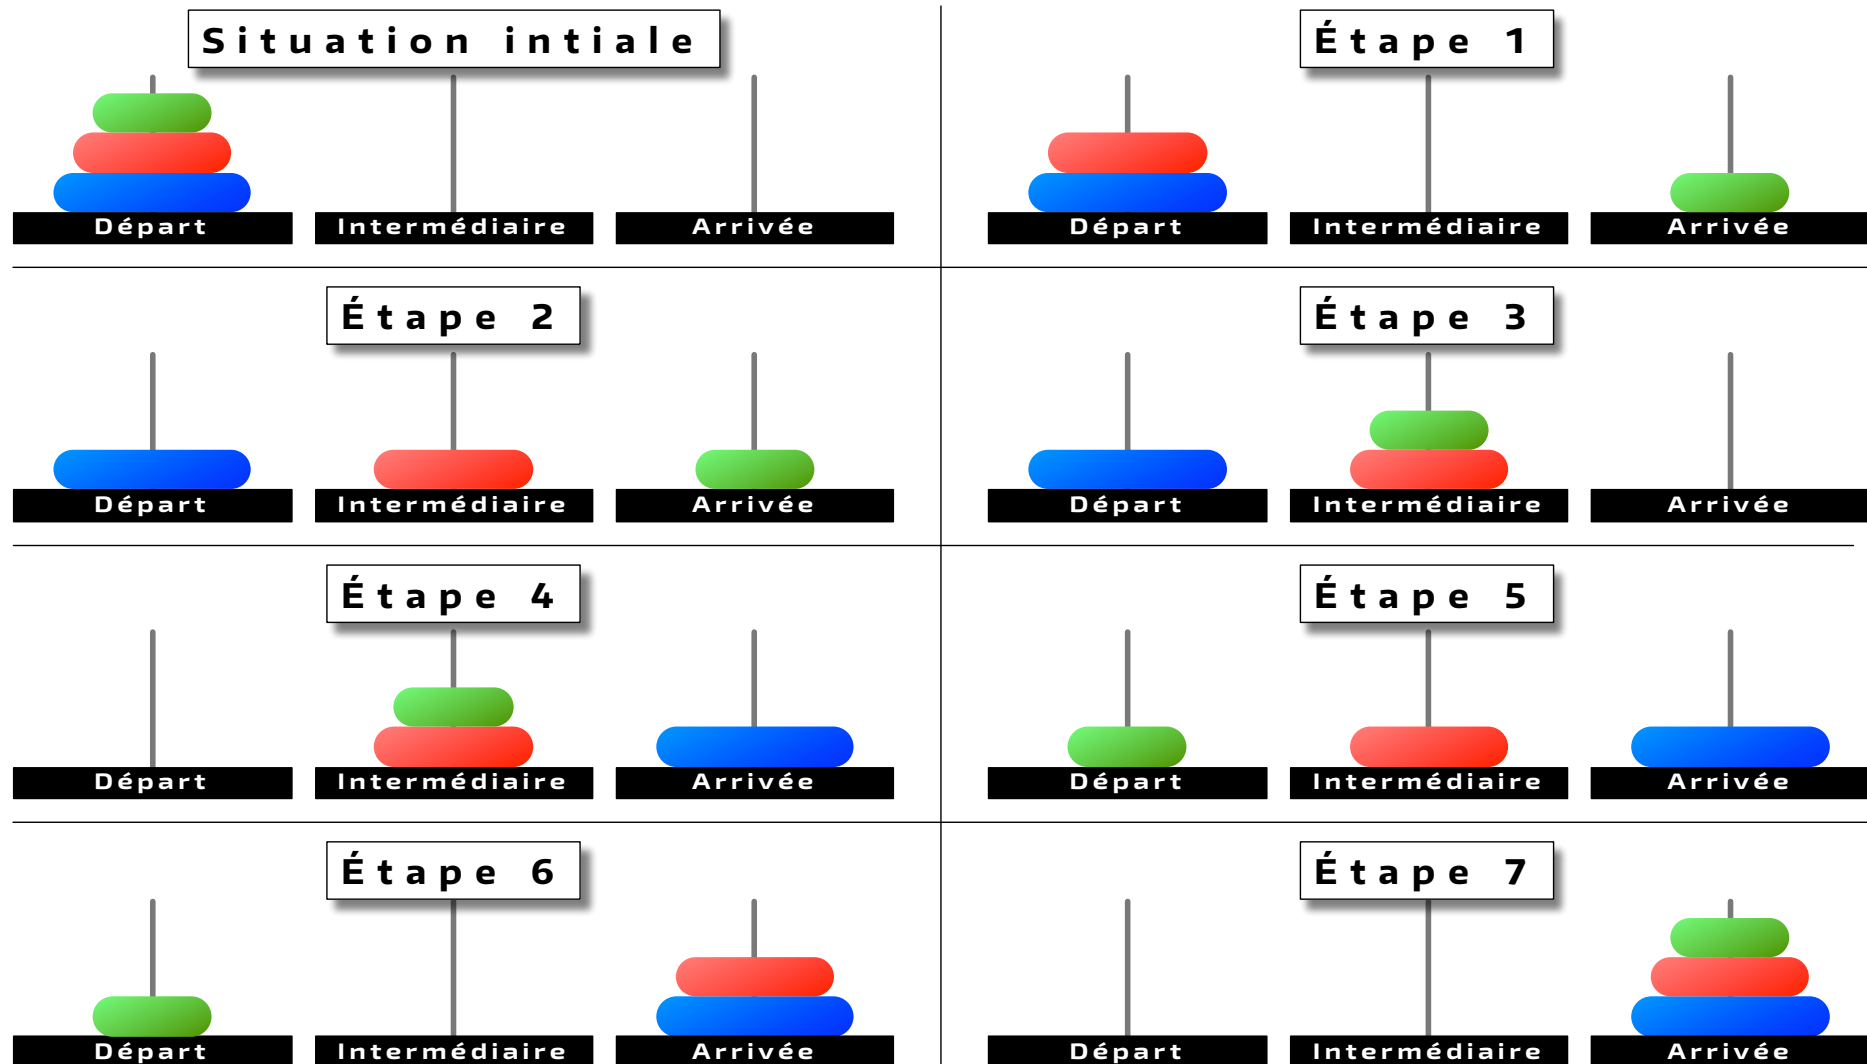 Situation intiale
Départ Intermédiaire Arrivée
Étape 1
Départ Intermédiaire Arrivée
Étape 2
Départ Intermédiaire Arrivée
Étape 3
Départ Intermédiaire Arrivée
Étape 4
Départ Intermédiaire Arrivée
Étape 5
Départ Intermédiaire Arrivée
Étape 6
Départ Intermédiaire Arrivée
Étape 7
Départ Intermédiaire Arrivée